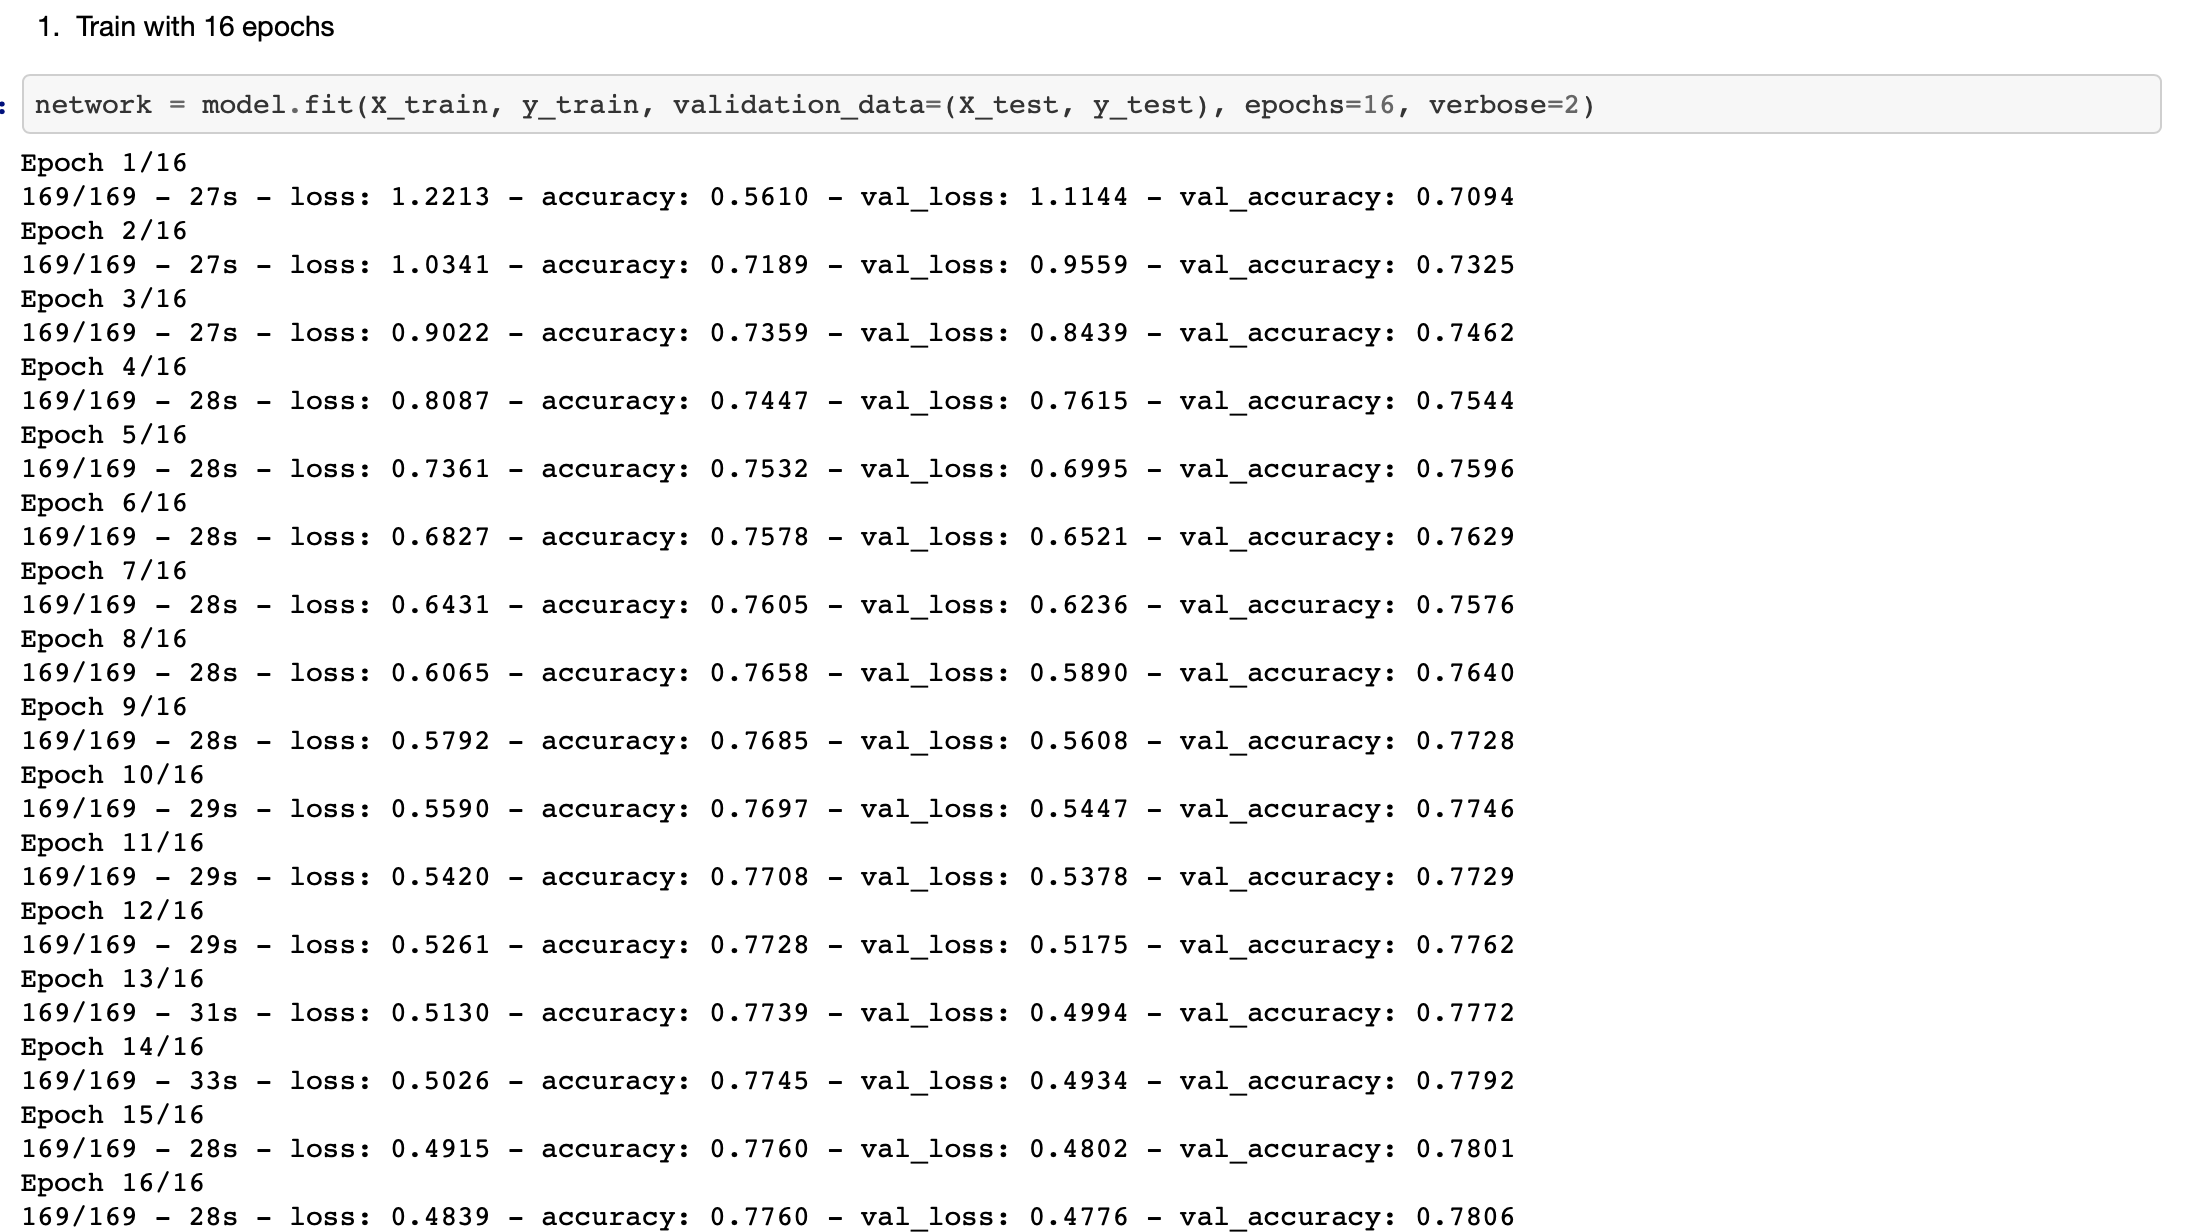 1. Train with 16 epochs
: network = model.fit(X_train, y_train, validation_data=(X_test, y_test), epochs=16, verbose=2)
Epoch 1/16
169/169 - 27s - loss: 1.2213 - accuracy: 0.5610 - val_loss: 1.1144 - val_accuracy: 0.7094
Epoch 2/16
169/169 - 27s - loss: 1.0341 - accuracy: 0.7189 - val_loss: 0.9559 - val_accuracy: 0.7325
Epoch 3/16
169/169 - 27s - loss: 0.9022 - accuracy: 0.7359 - val_loss: 0.8439 - val_accuracy: 0.7462
Epoch 4/16
169/169 - 28s - loss: 0.8087 - accuracy: 0.7447 - val_loss: 0.7615 - val_accuracy: 0.7544
Epoch 5/16
169/169 - 28s - loss: 0.7361 - accuracy: 0.7532 - val_loss: 0.6995 - val_accuracy: 0.7596
Epoch 6/16
169/169 - 28s - loss: 0.6827 - accuracy: 0.7578 - val_loss: 0.6521 - val_accuracy: 0.7629
Epoch 7/16
169/169 - 28s - loss: 0.6431 - accuracy: 0.7605 - val_loss: 0.6236 - val_accuracy: 0.7576
Epoch 8/16
169/169 - 28s - loss: 0.6065 - accuracy: 0.7658 - val_loss: 0.5890 - val_accuracy: 0.7640
Epoch 9/16
169/169 - 28s - loss: 0.5792 - accuracy: 0.7685 - val_loss: 0.5608 - val_accuracy: 0.7728
Epoch 10/16
169/169 - 29s - loss: 0.5590 - accuracy: 0.7697 - val_loss: 0.5447 - val_accuracy: 0.7746
Epoch 11/16
169/169 - 29s - loss: 0.5420 - accuracy: 0.7708 - val_loss: 0.5378 - val_accuracy: 0.7729
Epoch 12/16
169/169 - 29s - loss: 0.5261 - accuracy: 0.7728 - val_loss: 0.5175 - val_accuracy: 0.7762
Epoch 13/16
169/169 - 31s - loss: 0.5130 - accuracy: 0.7739 - val_loss: 0.4994 - val_accuracy: 0.7772
Epoch 14/16
169/169 - 33s - loss: 0.5026 - accuracy: 0.7745 - val_loss: 0.4934 - val_accuracy: 0.7792
Epoch 15/16
169/169 - 28s - loss: 0.4915 - accuracy: 0.7760 - val_loss: 0.4802 - val_accuracy: 0.7801
Epoch 16/16
169/169 - 28s - loss: 0.4839 - accuracy: 0.7760 - val_loss: 0.4776 - val_accuracy: 0.7806